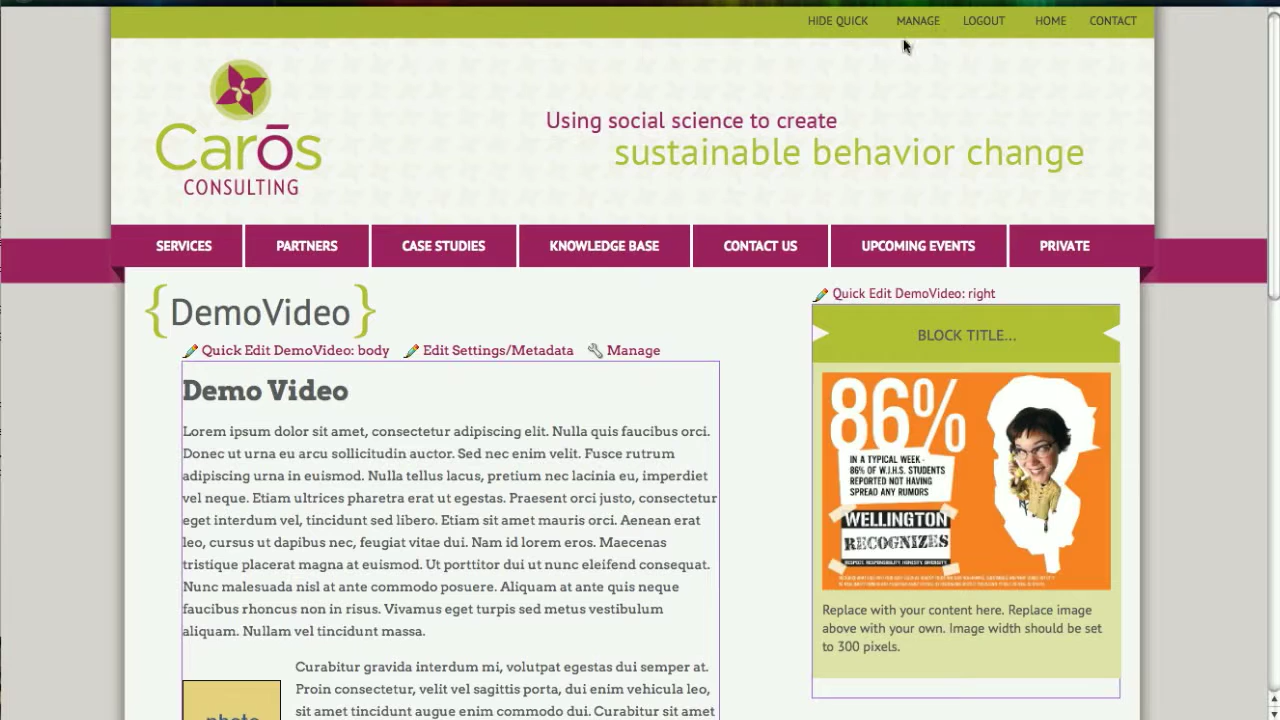 HIDE QUICK MANAGE LOGOUT HOME CONTACT
Carōs
CONSULTING
Using social science to create
sustainable behavior change
SERVICES PARTNERS CASE STUDIES KNOWLEDGE BASE CONTACT US UPCOMING EVENTS PRIVATE
{DemoVideo}
Quick Edit DemoVideo: body Edit Settings/Metadata Manage
Demo Video
Lorem ipsum dolor sit amet, consectetur adipiscing elit. Nulla quis faucibus orci.
Donec ut urna eu arcu sollicitudin auctor. Sed nec enim velit. Fusce rutrum
adipiscing urna in euismod. Nulla tellus lacus, pretium nec lacinia eu, imperdiet
vel neque. Etiam ultrices pharetra erat ut egestas. Praesent orci justo, consectetur
eget interdum vel, tincidunt sed libero. Etiam sit amet mauris orci. Aenean erat
leo, cursus ut dapibus nec, feugiat vitae dui. Nam id lorem eros. Maecenas
tristique placerat magna at euismod. Ut porttitor dui ut nunc eleifend consequat.
Nunc malesuada nisl at ante commodo posuere. Aliquam at ante quis neque
faucibus rhoncus non in risus. Vivamus eget turpis sed metus vestibulum
aliquam. Nullam vel tincidunt massa.
Curabitur gravida interdum mi, volutpat egestas dui semper at.
Proin consectetur, velit vel sagittis porta, dui enim vehicula leo,
sit amet tincidunt augue enim commodo dui. Curabitur sit amet
photo
Quick Edit DemoVideo: right
BLOCK TITLE...
86%
IN A TYPICAL WEEK -
86% OF W.J.H.S. STUDENTS
REPORTED NOT HAVING
SPREAD ANY RUMORS
WELLINGTON
RECOGNIZES
RESPECT, RESPONSIBILITY, HONESTY, DIVERSITY
Replace with your content here. Replace image
above with your own. Image width should be set
to 300 pixels.